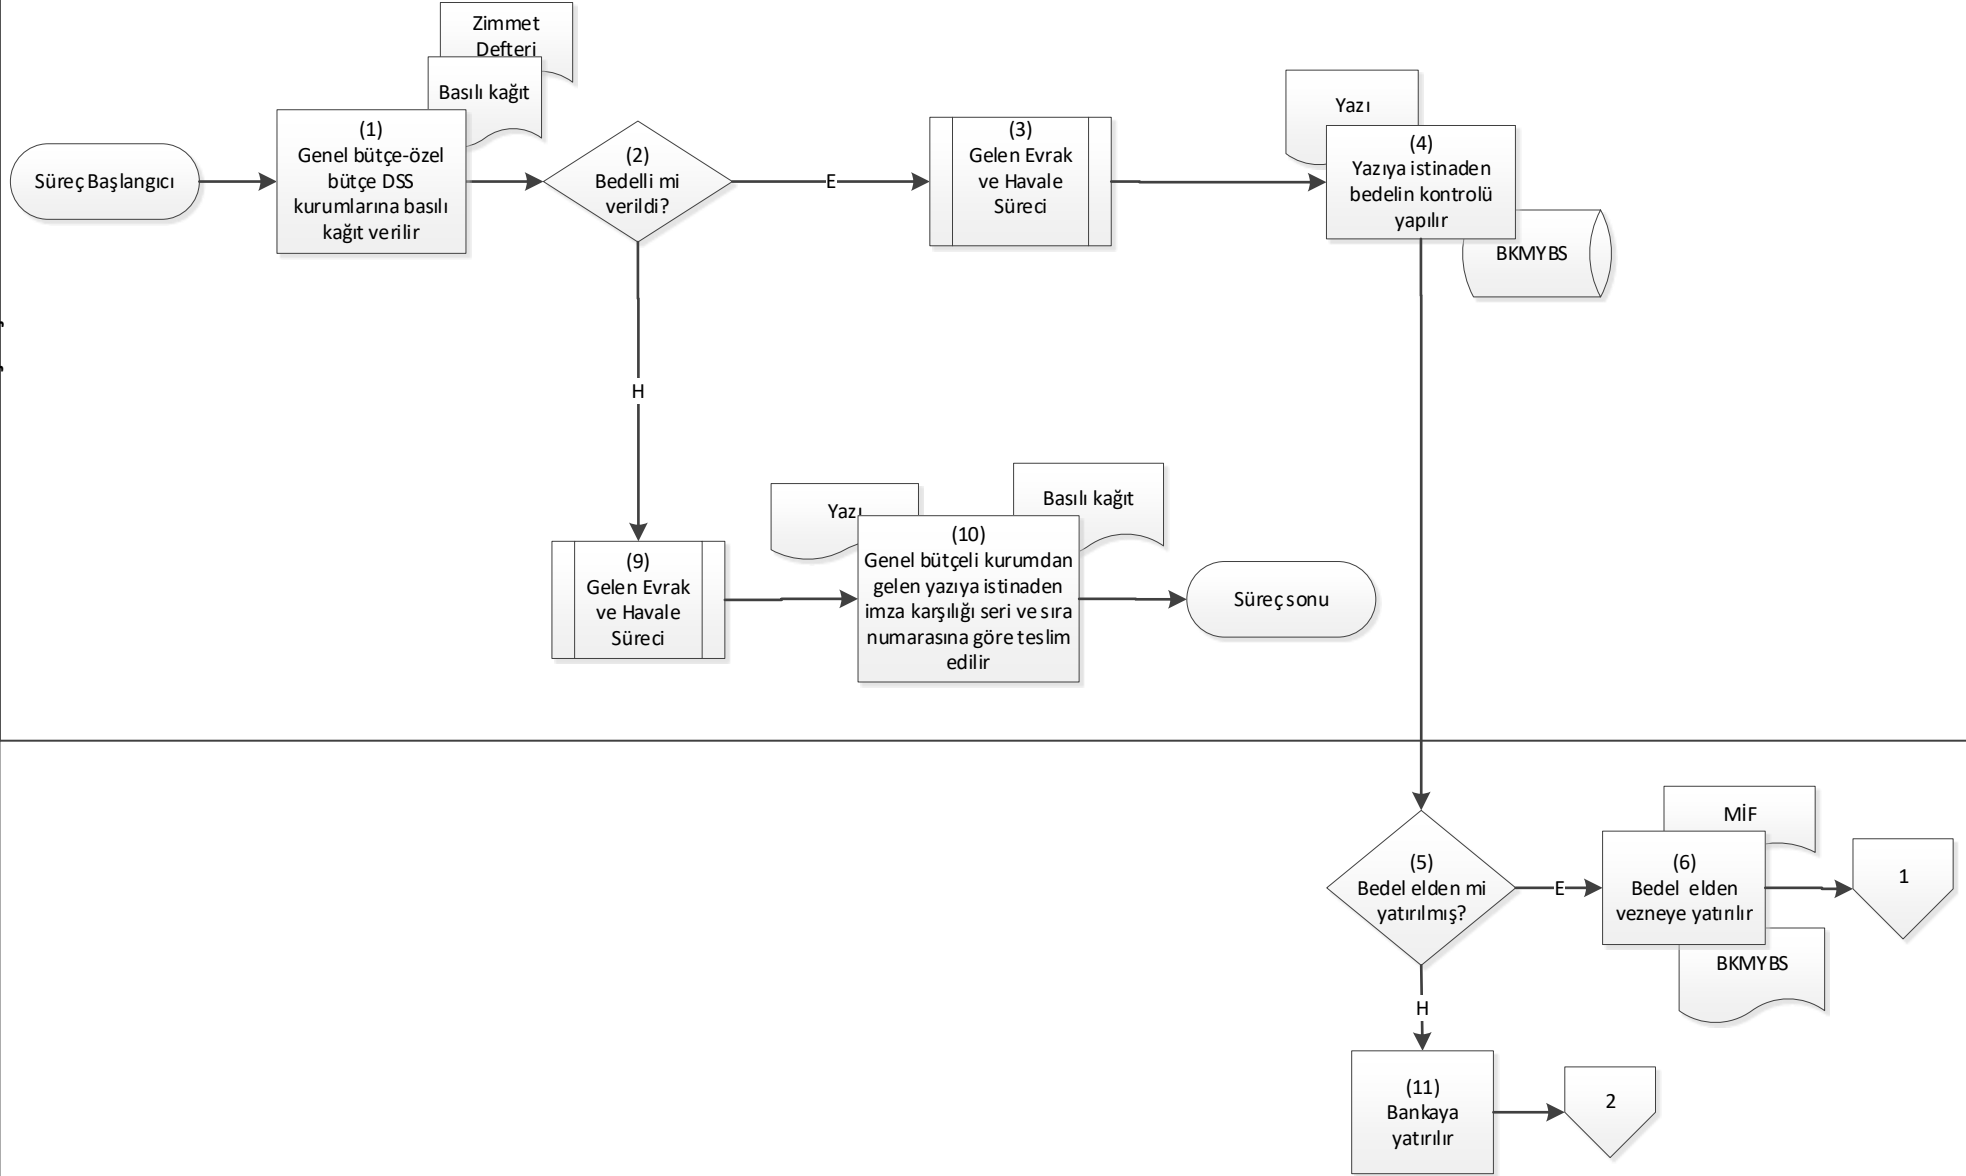 Zimmet
Defteri
Basılı kağıt
Süreç Başlangıcı
(1)
Genel bütçe-özel
bütçe DSS
kurumlarına basılı
kağıt verilir
(2)
Bedelli mi
verildi?
E
(3)
Gelen Evrak
ve Havale
Süreci
Yazı
(4)
Yazıya istinaden
bedelin kontrolü
yapılır
BKMYBS
H
(9)
Gelen Evrak
ve Havale
Süreci
Yazı
Basılı kağıt
(10)
Genel bütçeli kurumdan
gelen yazıya istinaden
imza karşılığı seri ve sıra
numarasına göre teslim
edilir
Süreç sonu
(5)
Bedel elden mi
yatırılmış?
E
MİF
(6)
Bedel elden
vezneye yatırılır
BKMYBS
1
H
(11)
Bankaya
yatırılır
2